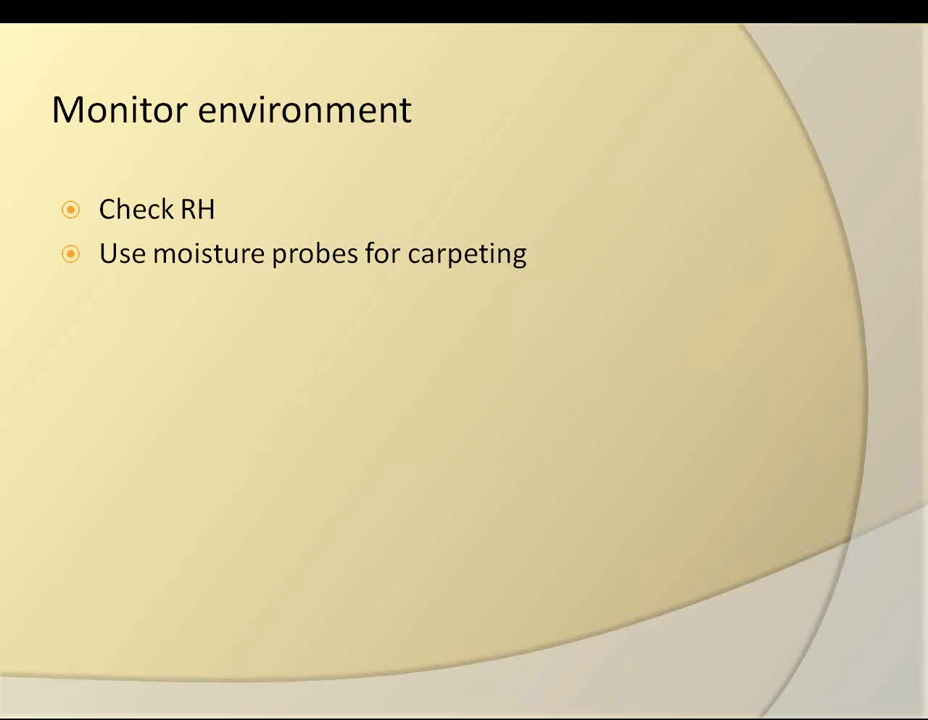 Monitor environment
Check RH
Use moisture probes for carpeting